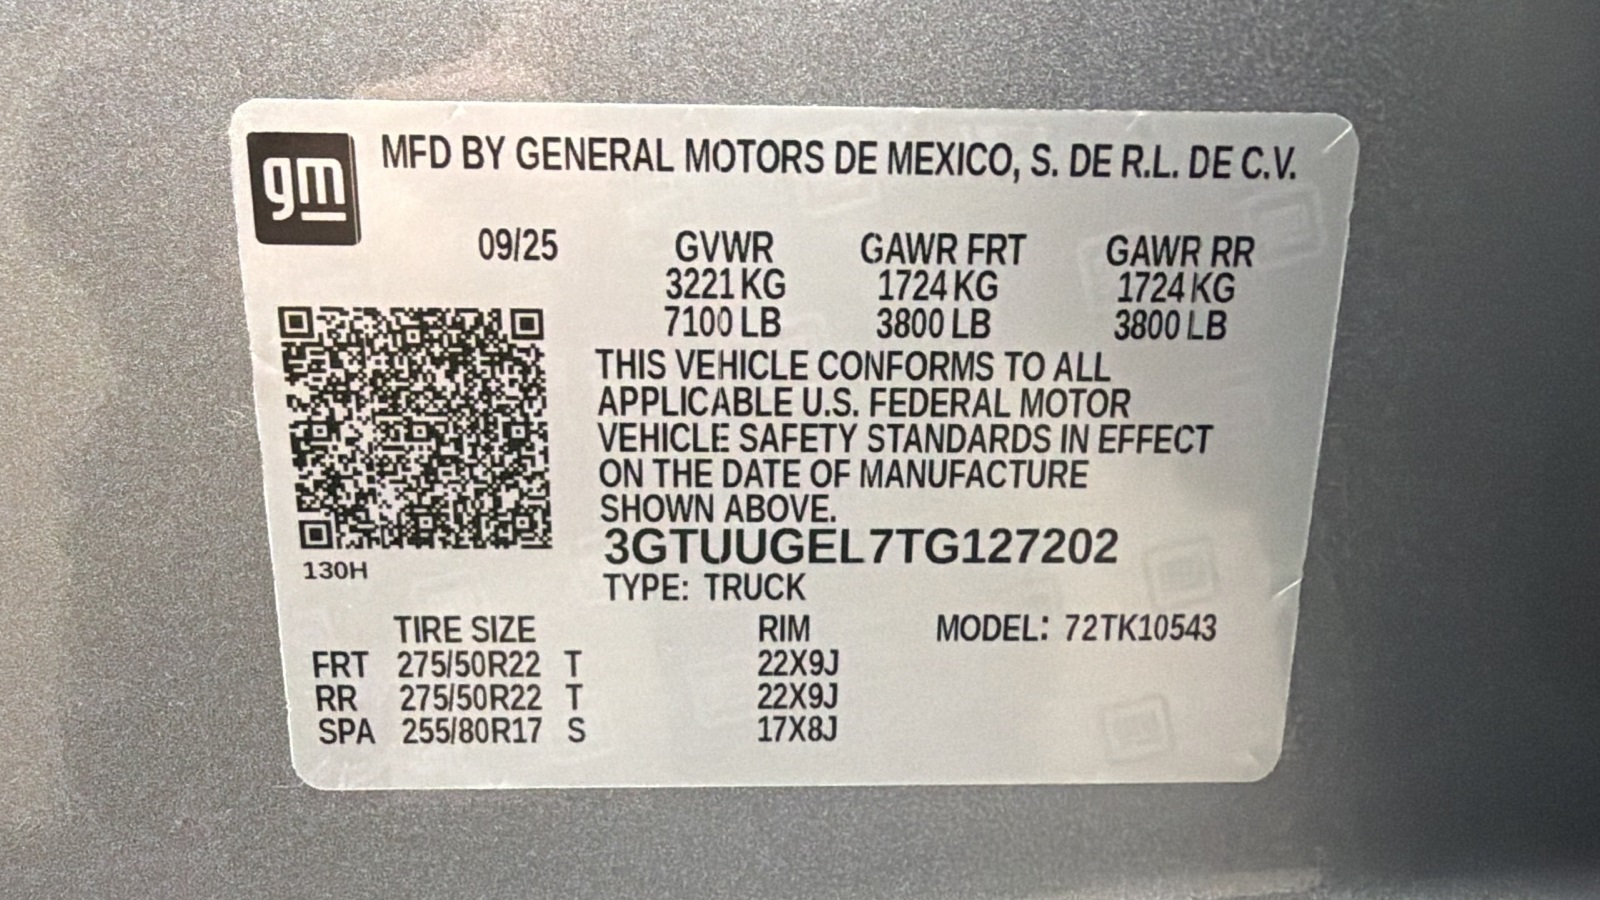 gm
MFD BY GENERAL MOTORS DE MEXICO, S. DE R.L. DE C.V.
09/25 GVWR GAWR FRT GAWR RR
3221 KG 1724 KG 1724 KG
7100 LB 3800 LB 3800 LB
THIS VEHICLE CONFORMS TO ALL
APPLICABLE U.S. FEDERAL MOTOR
VEHICLE SAFETY STANDARDS IN EFFECT
ON THE DATE OF MANUFACTURE
SHOWN ABOVE.
3GTUUGEL7TG127202
130H
TYPE: TRUCK
TIRE SIZE RIM MODEL: 72TK10543
FRT 275/50R22 T 22X9J
RR 275/50R22 T 22X9J
SPA 255/80R17 S 17X8J